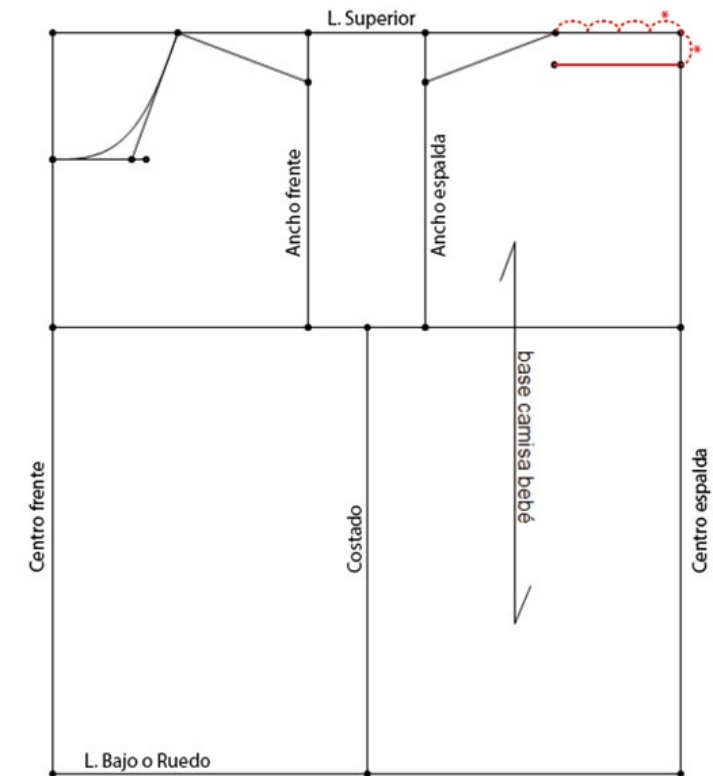 L. Superior
*
*
Ancho frente
Ancho espalda
base camisa bebé
Centro frente
Costado
Centro espalda
L. Bajo o Ruedo